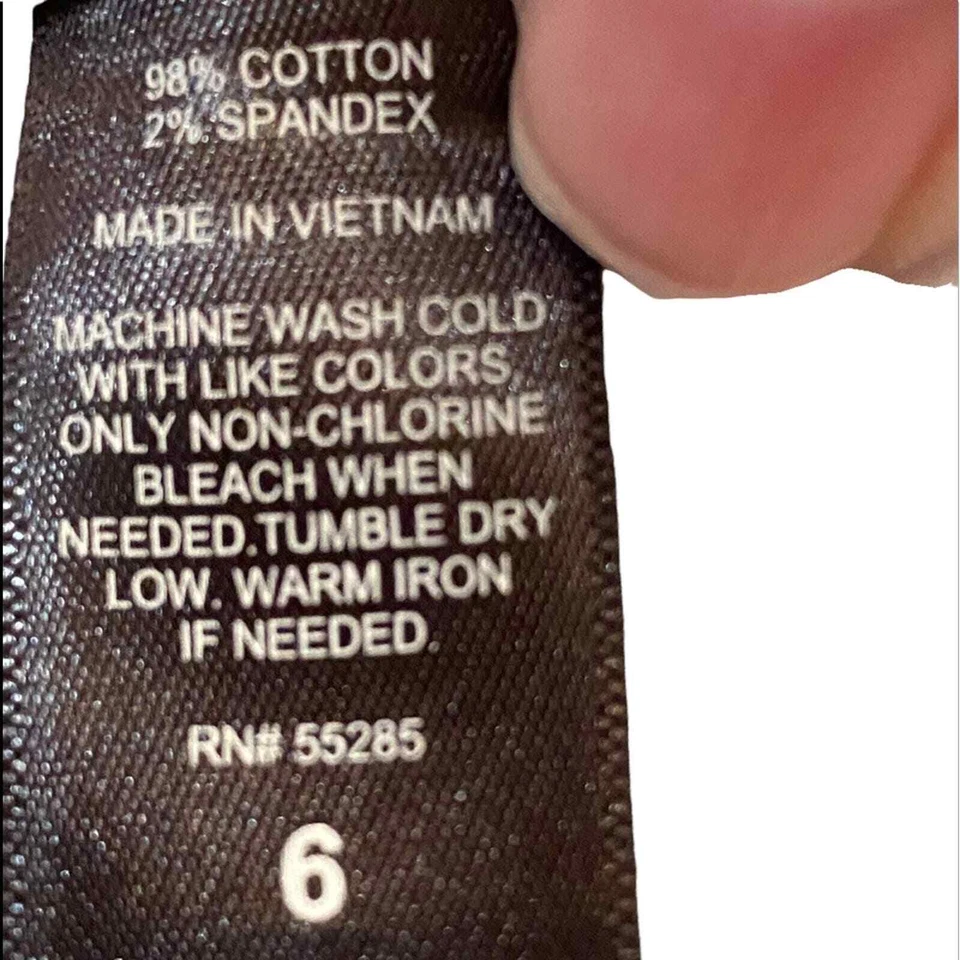 98% COTTON
2% SPANDEX
MADE IN VIETNAM
MACHINE WASH COLD
WITH LIKE COLORS
ONLY NON-CHLORINE
BLEACH WHEN
NEEDED.TUMBLE DRY
LOW. WARM IRON
IF NEEDED.
RN# 55285
6